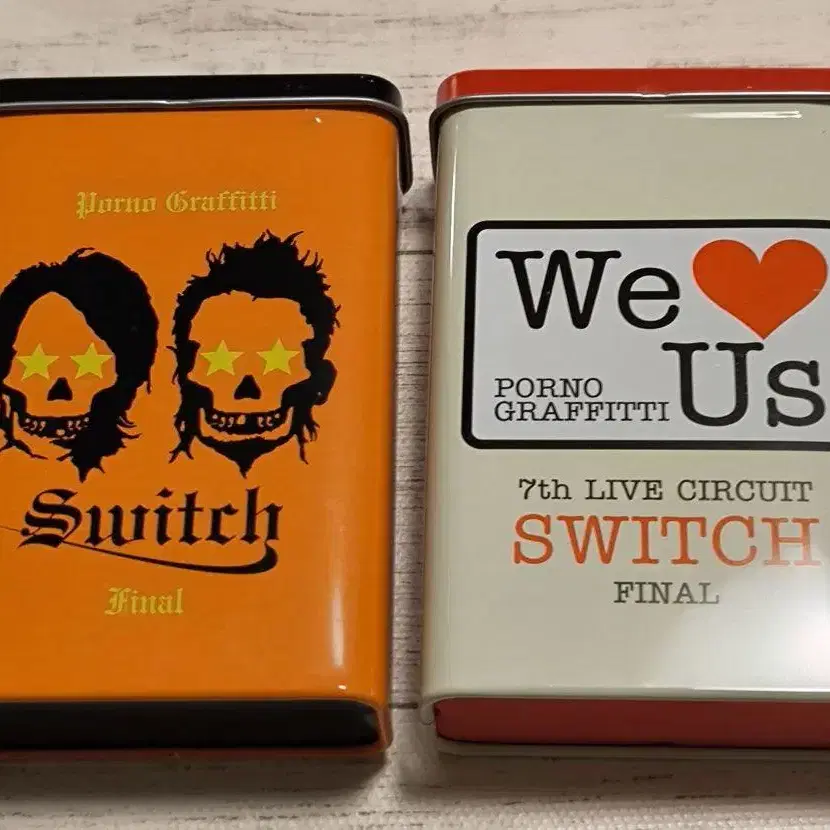 Porno Graffitti
Switch
Final
We ❤ Us
PORNO
GRAFFITTI
7th LIVE CIRCUIT
SWITCH
FINAL